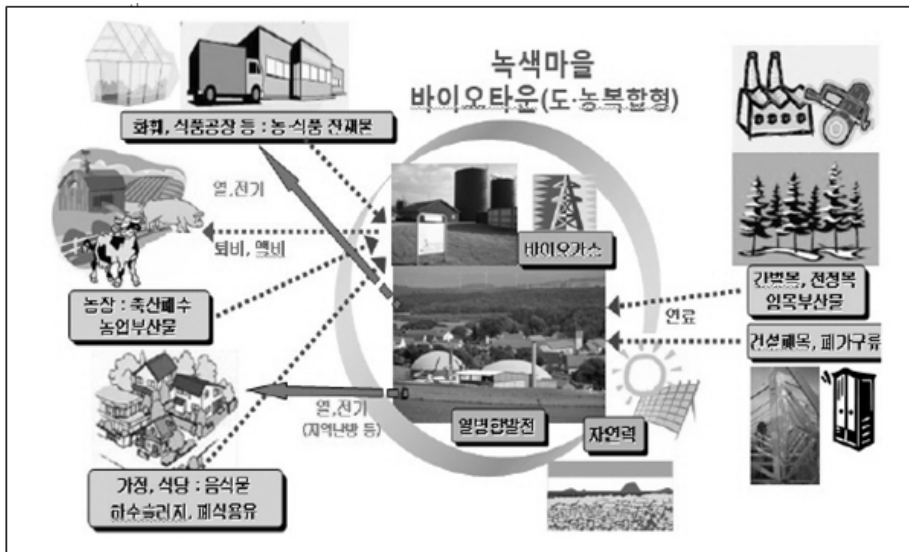 녹색마을
바이오타운(도·농복합형)
화훼, 식품공장 등 : 농·식품 잔재물
열,전기
퇴비, 액비
바이오가스
농장 : 축산폐수
농업부산물
간벌목, 전정목
임목부산물
연료
건설폐목, 폐가구류
열,전기
(지역난방 등)
열병합발전
자연력
가정, 식당 : 음식물
하수슬러지, 폐식용유